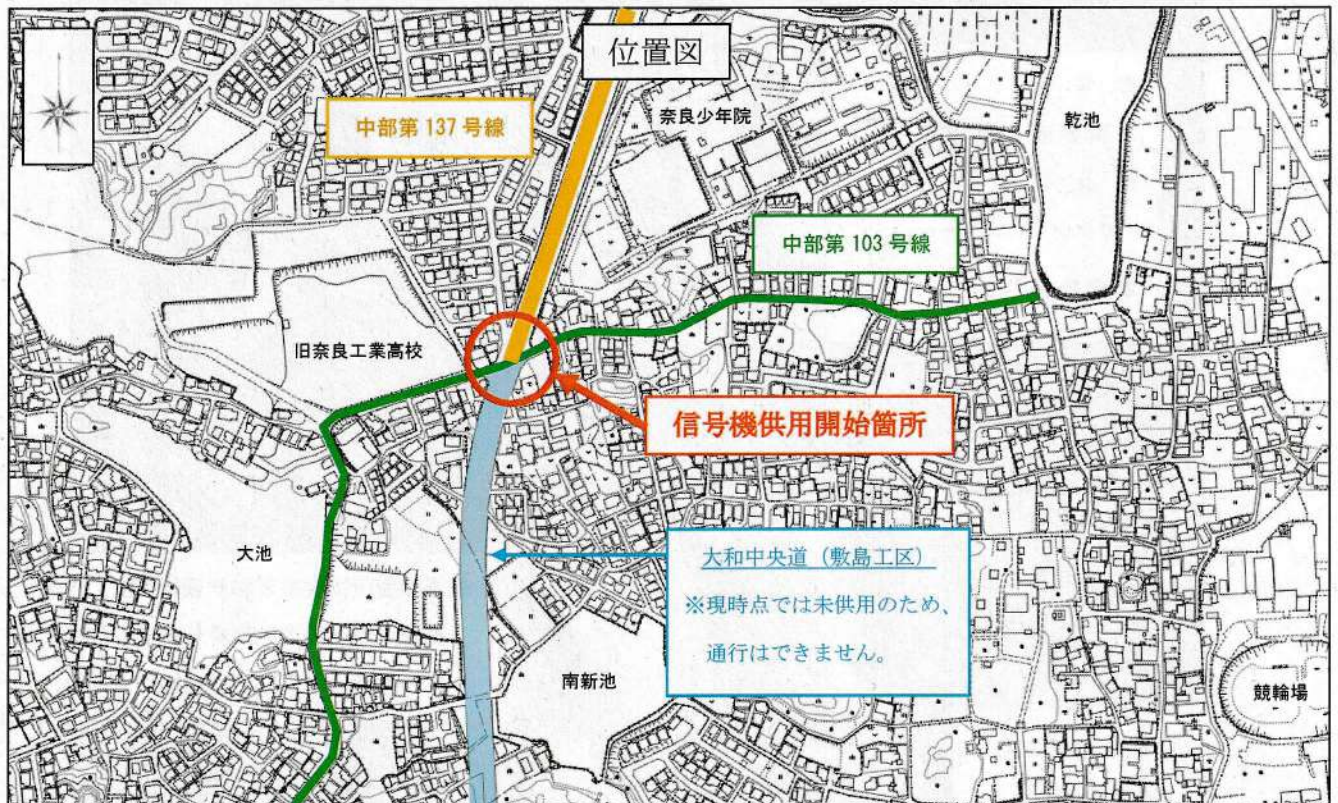 位置図
中部第137号線
奈良少年院
乾池
中部第103号線
旧奈良工業高校
信号機供用開始箇所
大池
大和中央道（敷島工区）
※現時点では未供用のため、
通行はできません。
南新池
競輪場